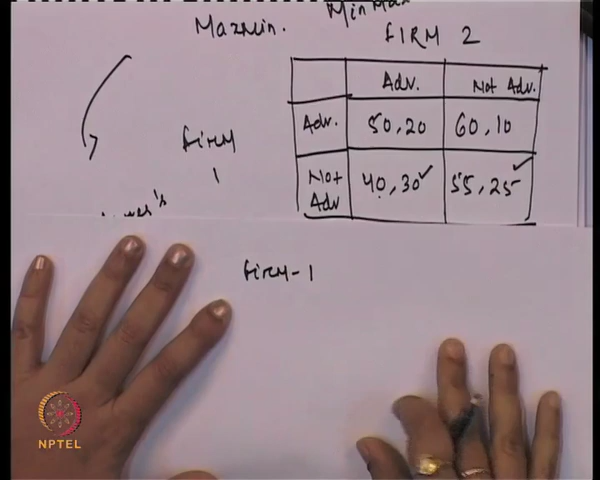 MaxMin. MinMax
FIRM 2
Adv. Not Adv.
Firm 1
Adv. 50, 20 60, 10
Not Adv 40, 30 ✓ 55, 25 ✓
Firm-1
NPTEL